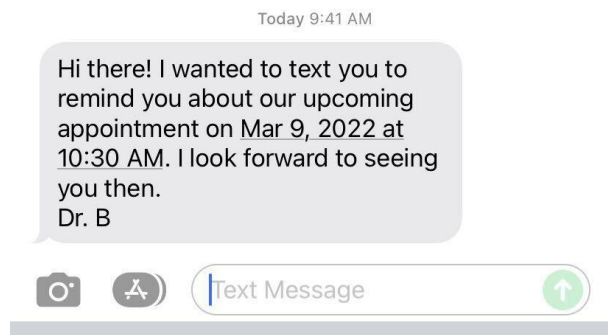 Today 9:41 AM
Hi there! I wanted to text you to
remind you about our upcoming
appointment on Mar 9, 2022 at
10:30 AM. I look forward to seeing
you then.
Dr. B
Text Message